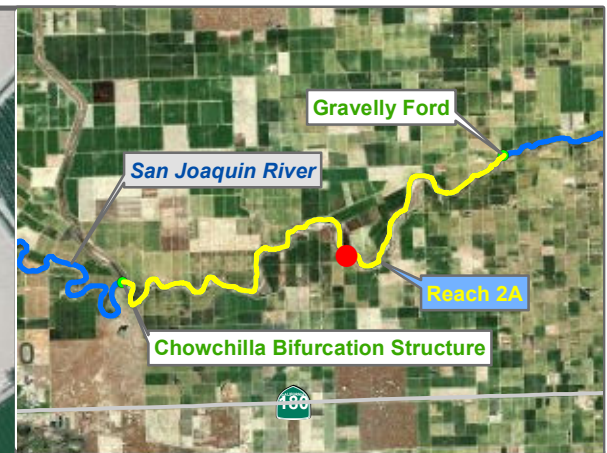 Gravelly Ford
San Joaquin River
Reach 2A
Chowchilla Bifurcation Structure
180